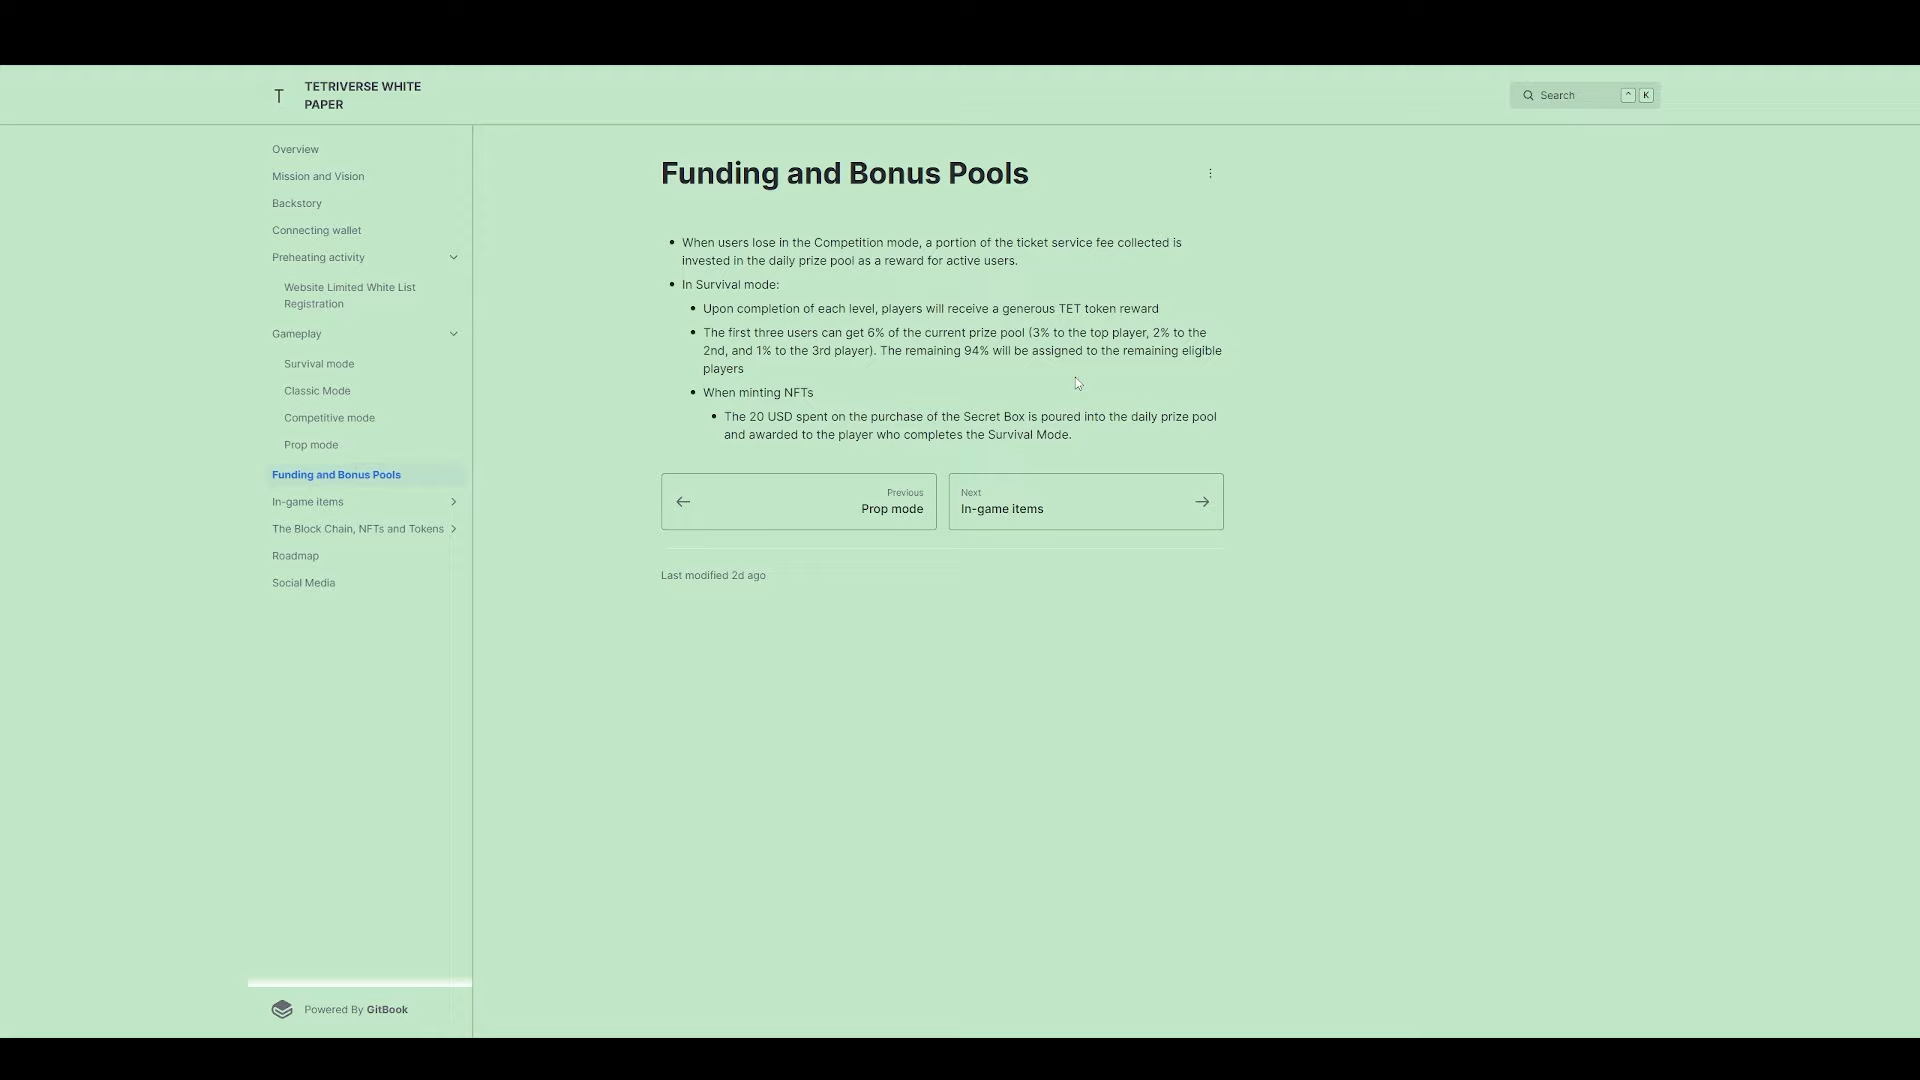 T
TETRIVERSE WHITE
PAPER
Search
^ K
Overview
Mission and Vision
Backstory
Connecting wallet
Preheating activity
Website Limited White List
Registration
Gameplay
Survival mode
Classic Mode
Competitive mode
Prop mode
Funding and Bonus Pools
In-game items
The Block Chain, NFTs and Tokens
Roadmap
Social Media
Powered By GitBook
Funding and Bonus Pools
• When users lose in the Competition mode, a portion of the ticket service fee collected is
invested in the daily prize pool as a reward for active users.
• In Survival mode:
• Upon completion of each level, players will receive a generous TET token reward
• The first three users can get 6% of the current prize pool (3% to the top player, 2% to the
2nd, and 1% to the 3rd player). The remaining 94% will be assigned to the remaining eligible
players
• When minting NFTs
• The 20 USD spent on the purchase of the Secret Box is poured into the daily prize pool
and awarded to the player who completes the Survival Mode.
Previous
Prop mode
Next
In-game items
Last modified 2d ago